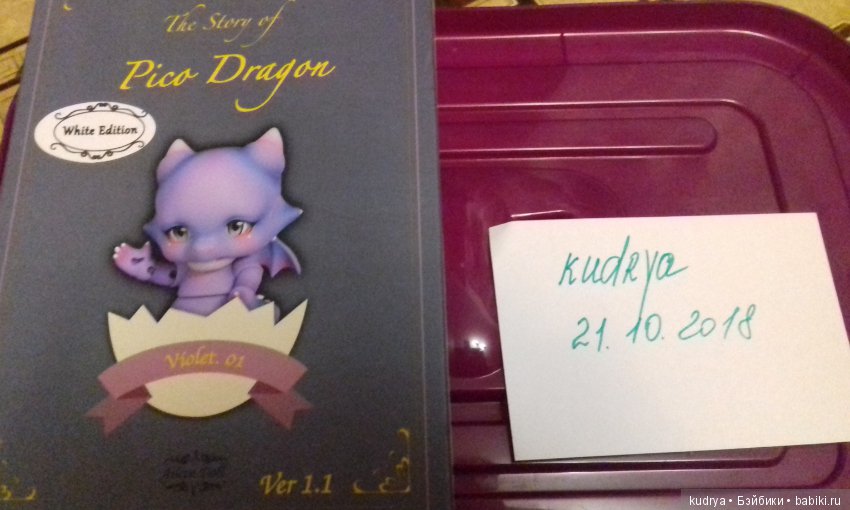 The Story of
Pico Dragon
White Edition
Violet. 01
Ver 1.1
kudrya
21.10.2018
kudrya • Бэйбики • babiki.ru